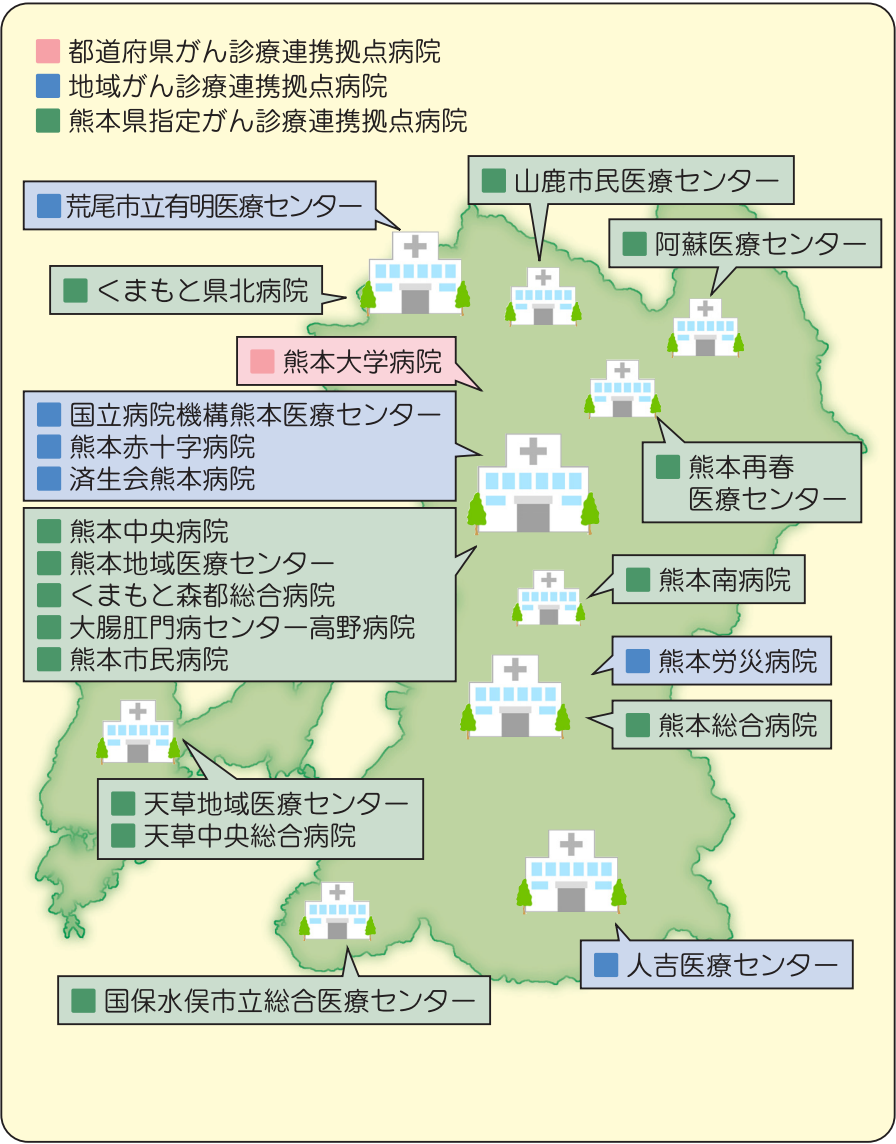 都道府県がん診療連携拠点病院
地域がん診療連携拠点病院
熊本県指定がん診療連携拠点病院
山鹿市民医療センター
荒尾市立有明医療センター
阿蘇医療センター
くまもと県北病院
熊本大学病院
国立病院機構熊本医療センター
熊本赤十字病院
済生会熊本病院
熊本再春
医療センター
熊本中央病院
熊本地域医療センター
くまもと森都総合病院
大腸肛門病センター高野病院
熊本市民病院
熊本南病院
熊本労災病院
熊本総合病院
天草地域医療センター
天草中央総合病院
人吉医療センター
国保水俣市立総合医療センター